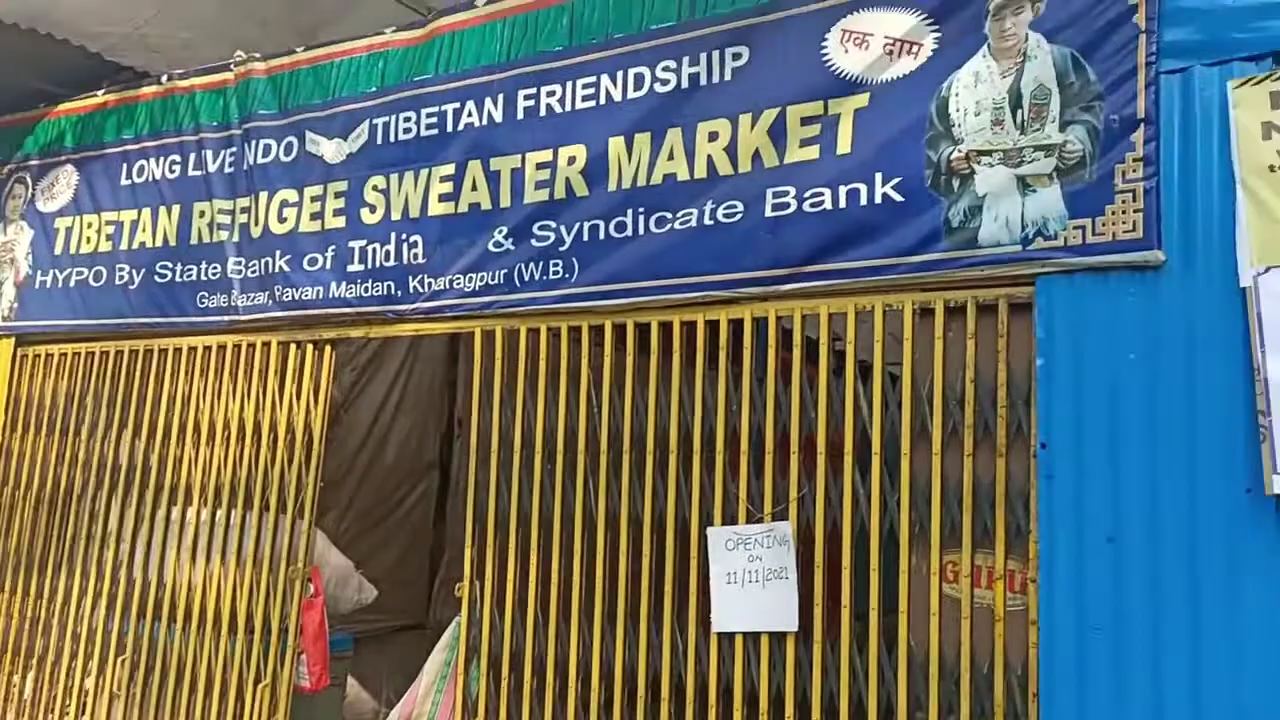 एक दाम
LONG LIVE INDO TIBETAN FRIENDSHIP
FIXED PRICE
TIBETAN REFUGEE SWEATER MARKET
HYPO By State Bank of India & Syndicate Bank
Gate Bazar, Ravan Maidan, Kharagpur (W.B.)
OPENING
ON
11/11/2021